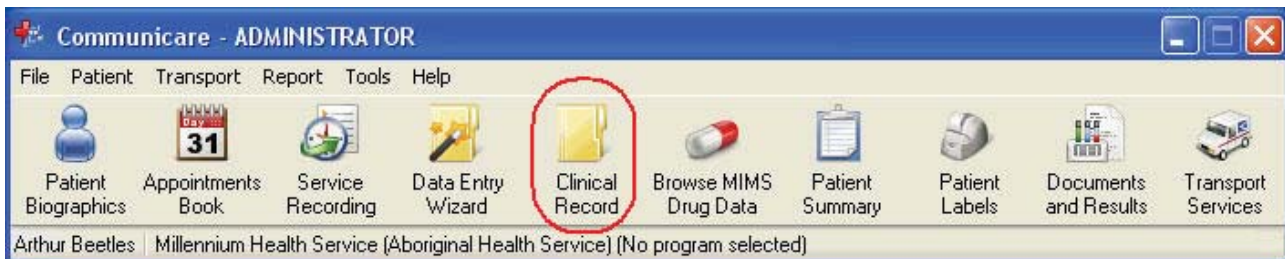 Communicare - ADMINISTRATOR
File Patient Transport Report Tools Help
Day
31
Patient Biographics Appointments Book Service Recording Data Entry Wizard Clinical Record Browse MIMS Drug Data Patient Summary Patient Labels Documents and Results Transport Services
Arthur Beetles Millennium Health Service (Aboriginal Health Service) (No program selected)